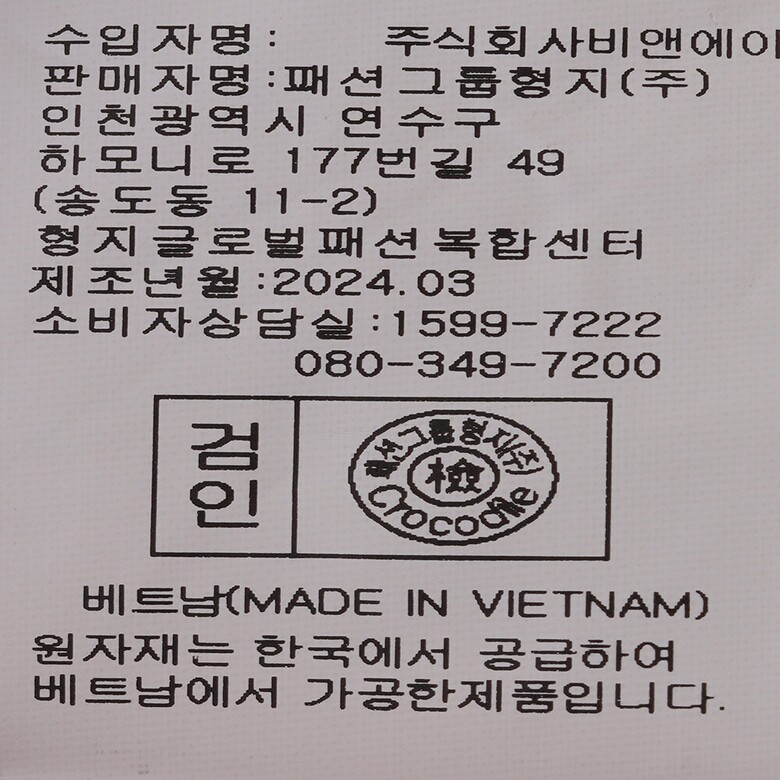 수입자명: 주식회사비앤에이
판매자명:패션그룹형지(주)
인천광역시 연수구
하모니로 177번길 49
(송도동 11-2)
형지글로벌패션복합센터
제조년월:2024.03
소비자상담실:1599-7222
080-349-7200
검인
패션그룹형지(주)
檢
Crocodile
베트남(MADE IN VIETNAM)
원자재는 한국에서 공급하여
베트남에서 가공한제품입니다.